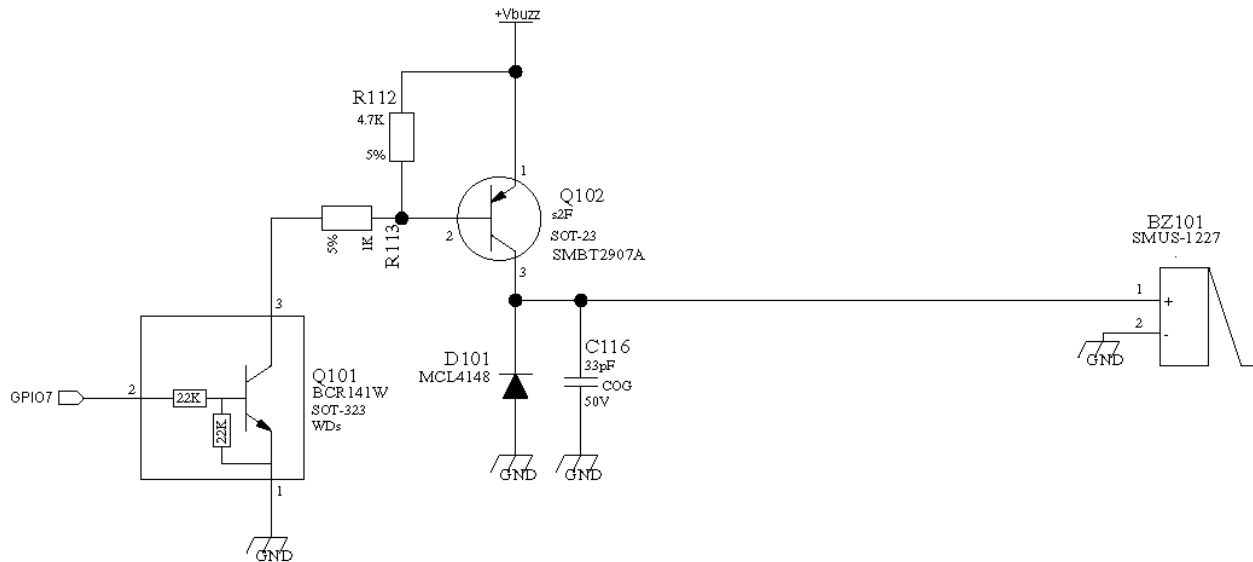 +Vbuzz
R112
4.7K
5%
1
Q102
s2F
SOT-23
SMBT2907A
2
3
5%
1K
R113
BZ101
SMUS-1227
1
+
2
-
GND
3
D101
MCL4148
C116
33pF
COG
50V
GND
GND
GPIO7
2
22K
22K
Q101
BCR141W
SOT-323
WDs
1
GND